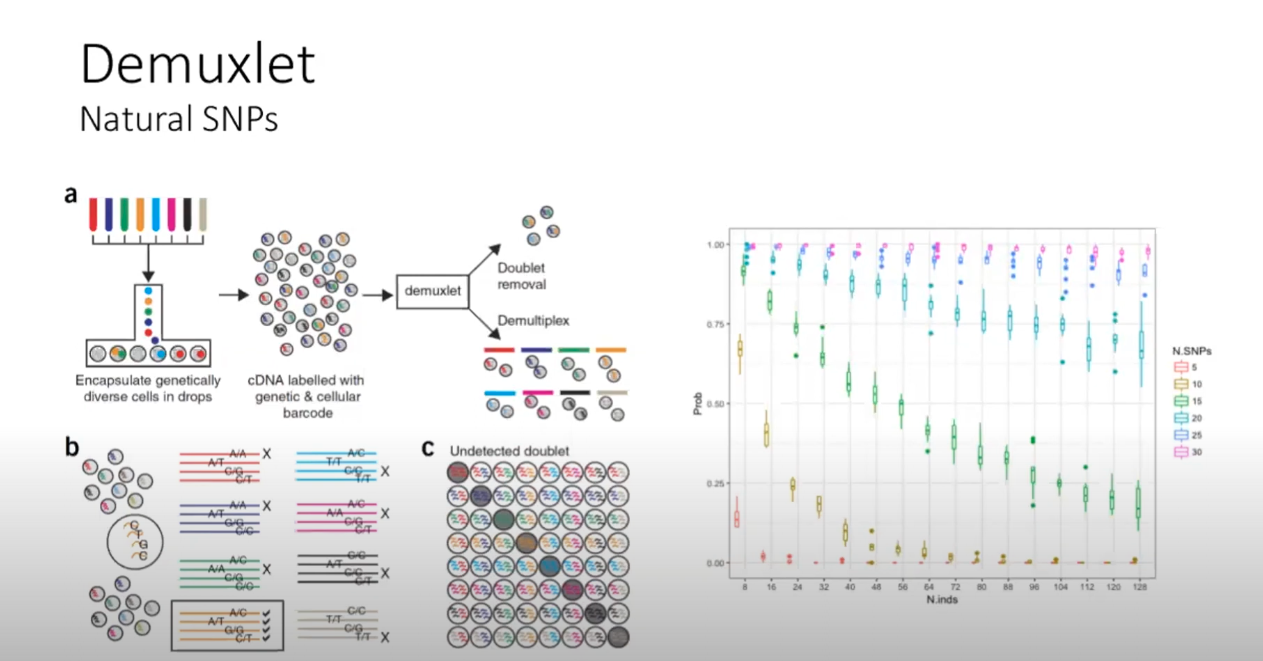 Demuxlet
Natural SNPs
a
Encapsulate genetically
diverse cells in drops
cDNA labelled with
genetic & cellular
barcode
demuxlet
Doublet
removal
Demultiplex
b
C
T
G
C
A/A X
A/T
C/G
C/T
A/C
T/T
C/G X
T/T
A/A X
A/T
G/G
C/C
A/C
A/A X
C/G
C/T
A/C
A/A X
C/G
G/G
C/C
A/T
C/G X
C/C
A/C
A/T
G/G
C/T
C/C
T/T
C/G
T/T X
c
Undetected doublet
Prob
1.00
0.75
0.50
0.25
0.00
8 16 24 32 40 48 56 64 72 80 88 96 104 112 120 128
N.inds
N.SNPs
5
10
15
20
25
30